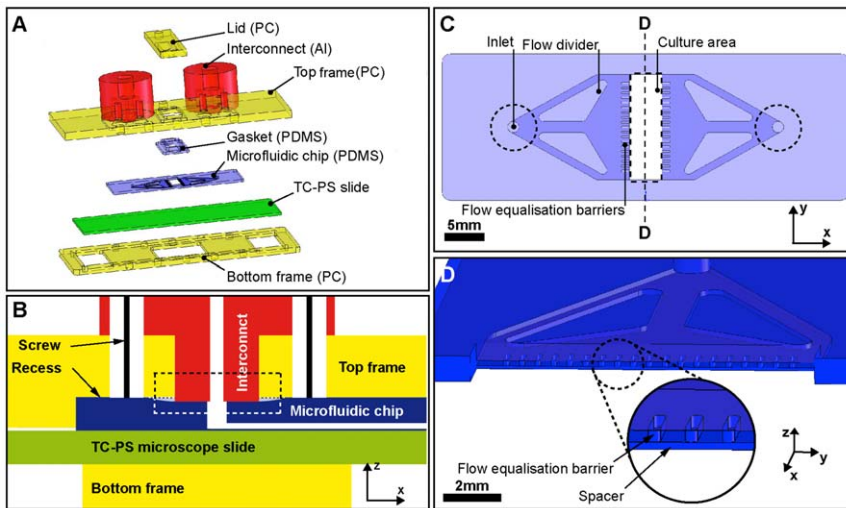 A
Lid (PC)
Interconnect (Al)
Top frame(PC)
Gasket (PDMS)
Microfluidic chip (PDMS)
TC-PS slide
Bottom frame (PC)
B
Screw
Recess
Interconnct
Top frame
Microfluidic chip
TC-PS microscope slide
Bottom frame
z
x
C
D
Inlet
Flow divider
Culture area
Flow equalisation barriers
D
5mm
y
x
D
Flow equalisation barrier
Spacer
2mm
z
y
x